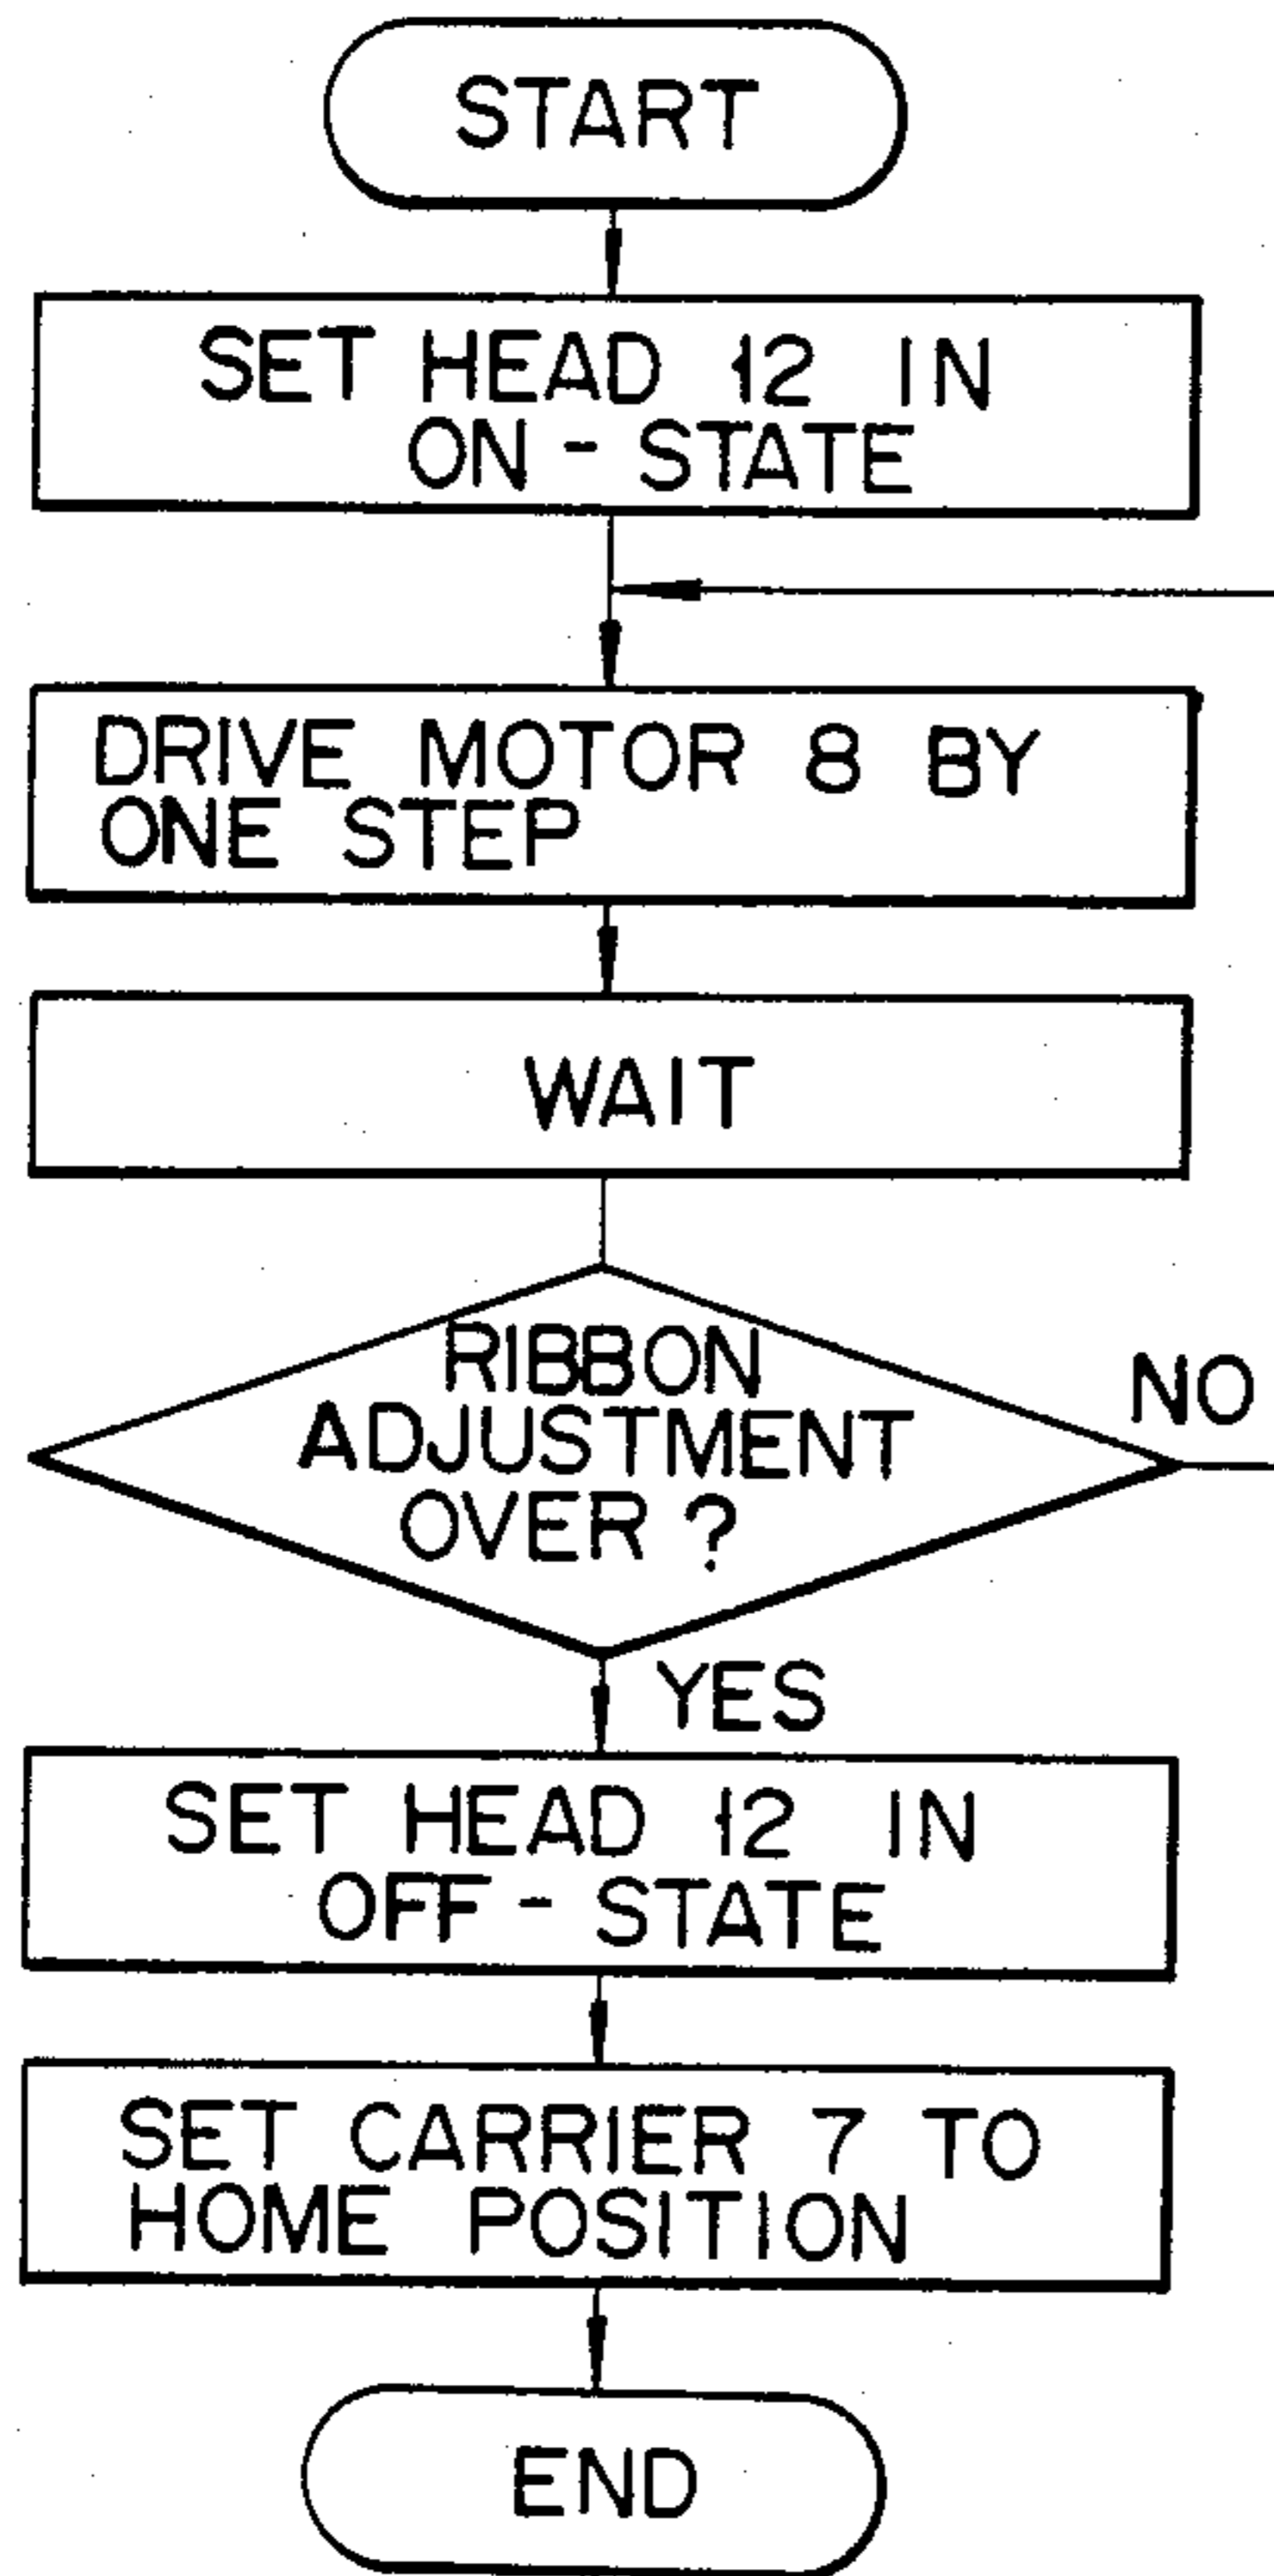 START
SET HEAD 12 IN
ON - STATE
DRIVE MOTOR 8 BY
ONE STEP
WAIT
RIBBON
ADJUSTMENT
OVER ?
NO
YES
SET HEAD 12 IN
OFF - STATE
SET CARRIER 7 TO
HOME POSITION
END